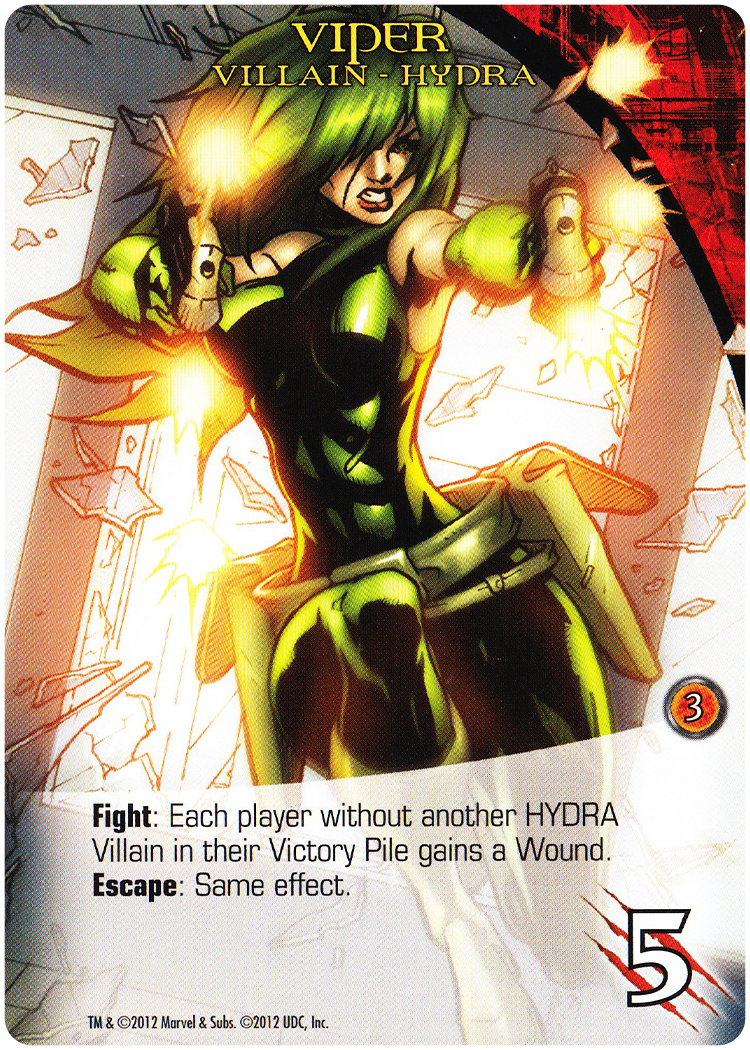 VIPER
VILLAIN - HYDRA
3
Fight: Each player without another HYDRA
Villain in their Victory Pile gains a Wound.
Escape: Same effect.
5
TM & ©2012 Marvel & Subs. ©2012 UDC, Inc.